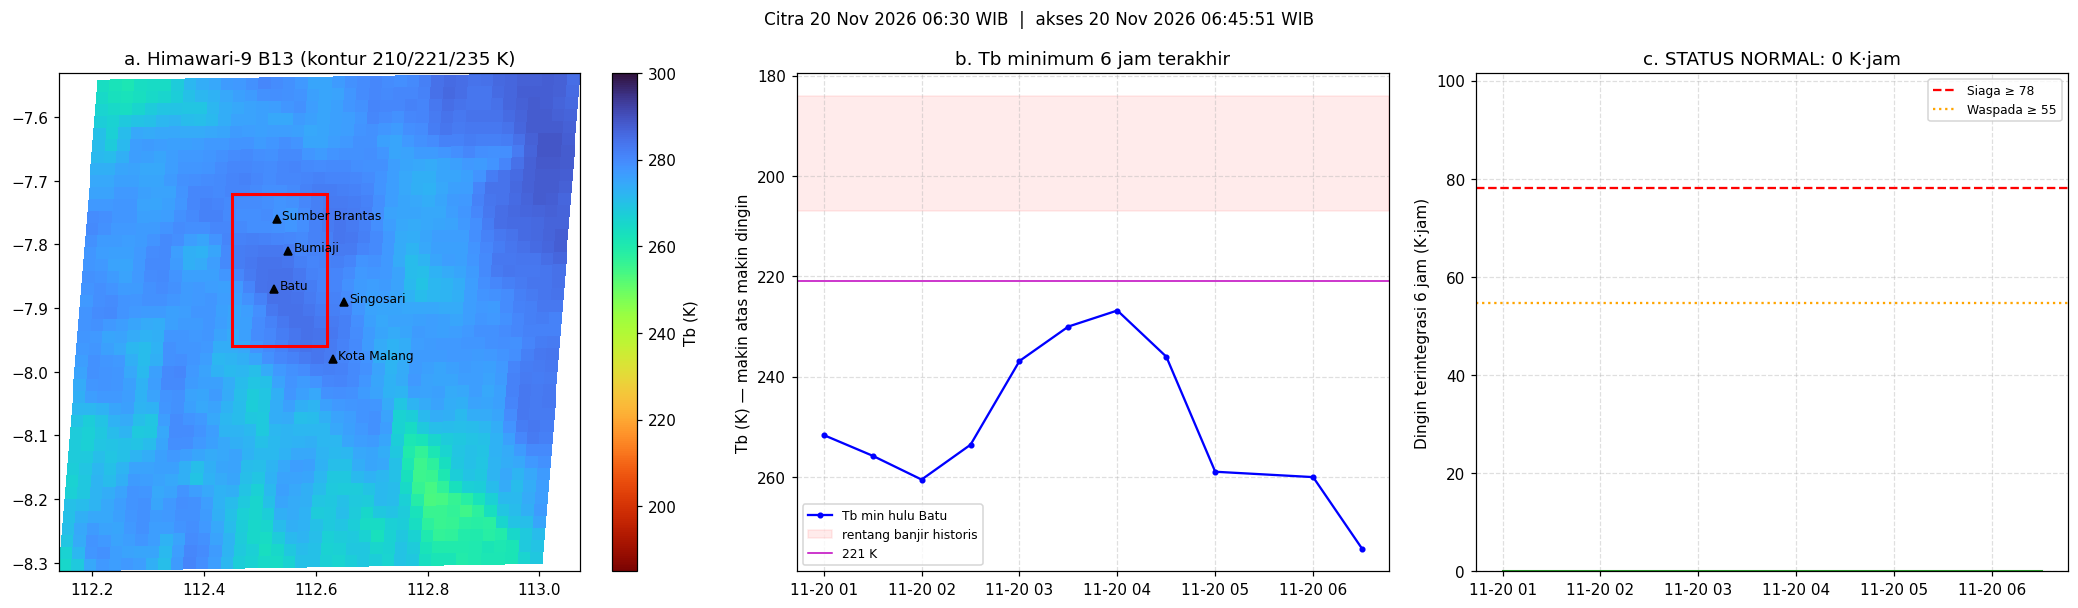 Citra 20 Nov 2026 06:30 WIB | akses 20 Nov 2026 06:45:51 WIB
a. Himawari-9 B13 (kontur 210/221/235 K)
−7.6
−7.7
−7.8
−7.9
−8.0
−8.1
−8.2
−8.3
112.2
112.4
112.6
112.8
113.0
Sumber Brantas
Bumiaji
Batu
Singosari
Kota Malang
300
280
260
240
220
200
Tb (K)
b. Tb minimum 6 jam terakhir
Tb (K) — makin atas makin dingin
180
200
220
240
260
Tb min hulu Batu
rentang banjir historis
221 K
11-20 01
11-20 02
11-20 03
11-20 04
11-20 05
11-20 06
c. STATUS NORMAL: 0 K·jam
Dingin terintegrasi 6 jam (K·jam)
100
80
60
40
20
0
Siaga ≥ 78
Waspada ≥ 55
11-20 01
11-20 02
11-20 03
11-20 04
11-20 05
11-20 06